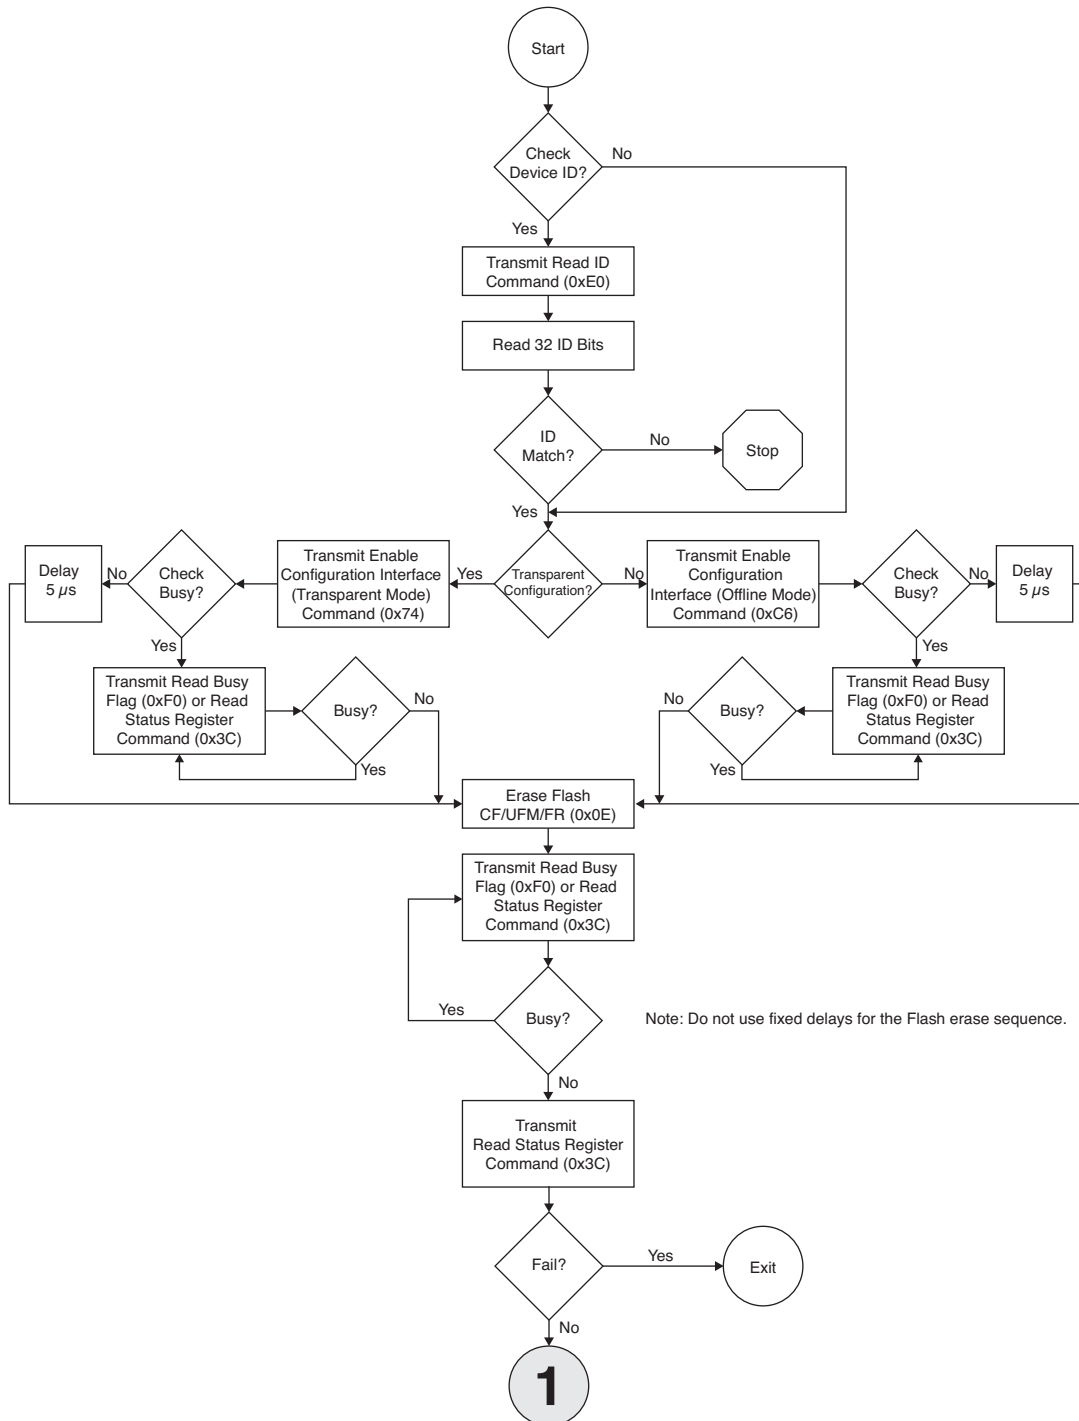 Start
Check
Device ID?
No
Yes
Transmit Read ID
Command (0xE0)
Read 32 ID Bits
ID
Match?
No
Stop
Yes
Delay
5 µs
No
Check
Busy?
Transmit Enable
Configuration Interface
(Transparent Mode)
Command (0x74)
Yes
Transparent
Configuration?
No
Transmit Enable
Configuration
Interface (Offline Mode)
Command (0xC6)
Check
Busy?
No
Delay
5 µs
Yes
Yes
Transmit Read Busy
Flag (0xF0) or Read
Status Register
Command (0x3C)
Busy?
No
Yes
No
Busy?
Yes
Transmit Read Busy
Flag (0xF0) or Read
Status Register
Command (0x3C)
Erase Flash
CF/UFM/FR (0x0E)
Transmit Read Busy
Flag (0xF0) or Read
Status Register
Command (0x3C)
Yes
Busy?
Note: Do not use fixed delays for the Flash erase sequence.
No
Transmit
Read Status Register
Command (0x3C)
Fail?
Yes
Exit
No
1